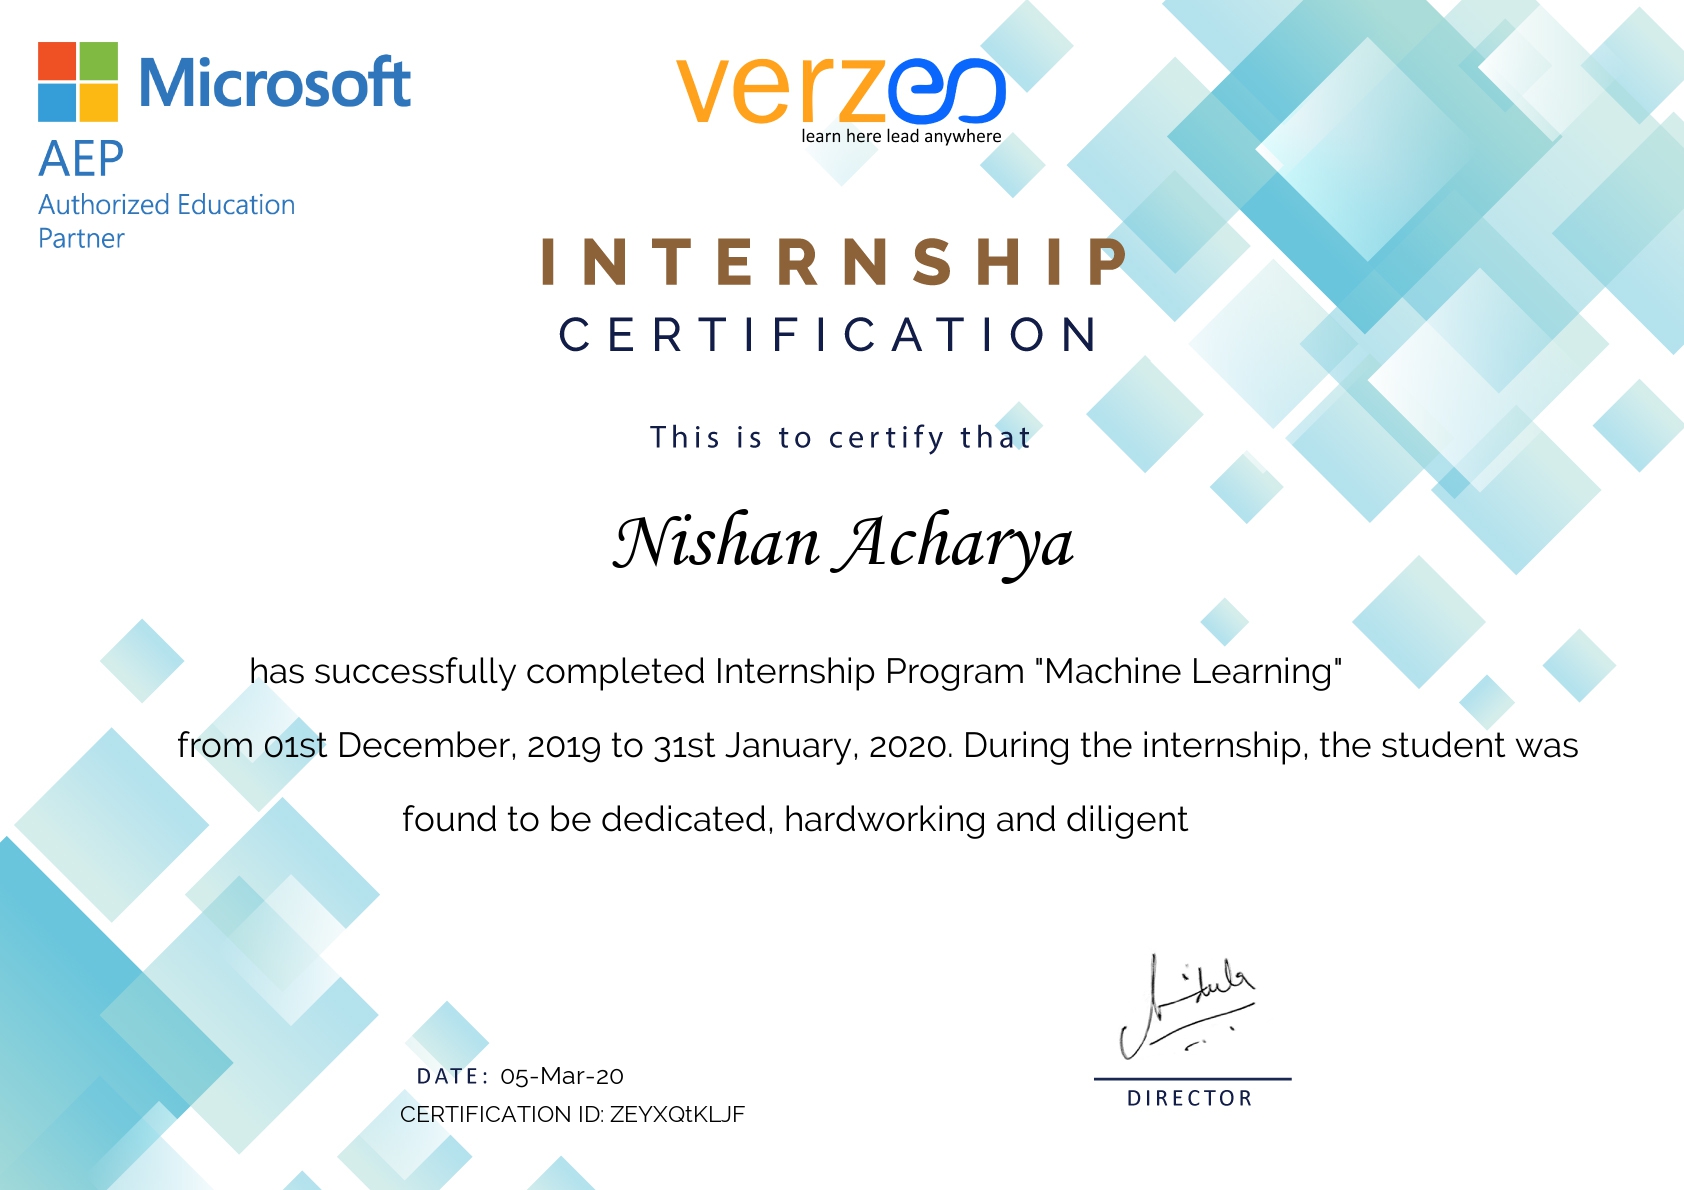 Microsoft
AEP
Authorized Education
Partner
verzeo
learn here lead anywhere
INTERNSHIP
CERTIFICATION
This is to certify that
Nishan Acharya
has successfully completed Internship Program "Machine Learning"
from 01st December, 2019 to 31st January, 2020. During the internship, the student was
found to be dedicated, hardworking and diligent
DATE: 05-Mar-20
CERTIFICATION ID: ZEYXQtKLJF
DIRECTOR